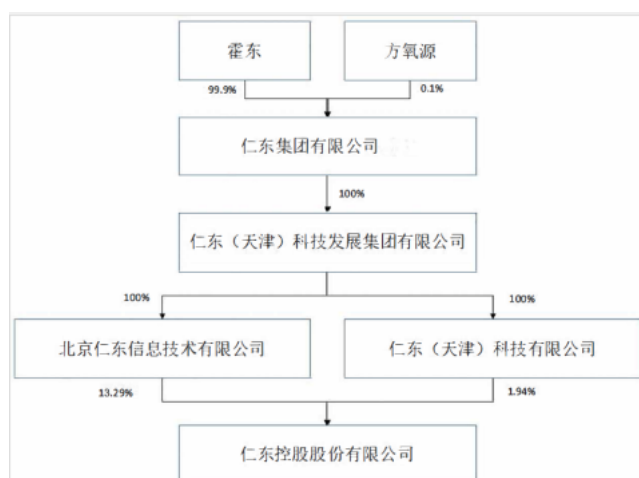 霍东
方氧源
99.9%
0.1%
仁东集团有限公司
100%
仁东（天津）科技发展集团有限公司
100%
100%
北京仁东信息技术有限公司
仁东（天津）科技有限公司
13.29%
1.94%
仁东控股股份有限公司